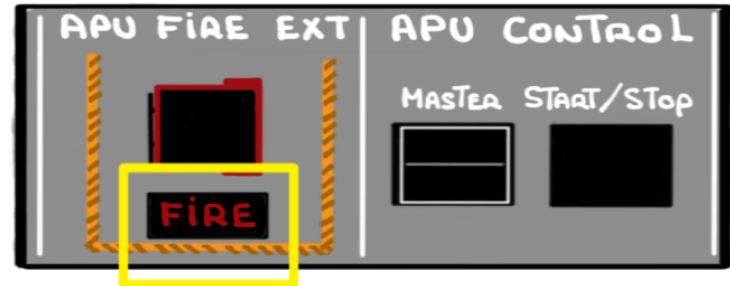 APU FiRE EXT
APU CONTROL
MASTER START/STOP
FiRE